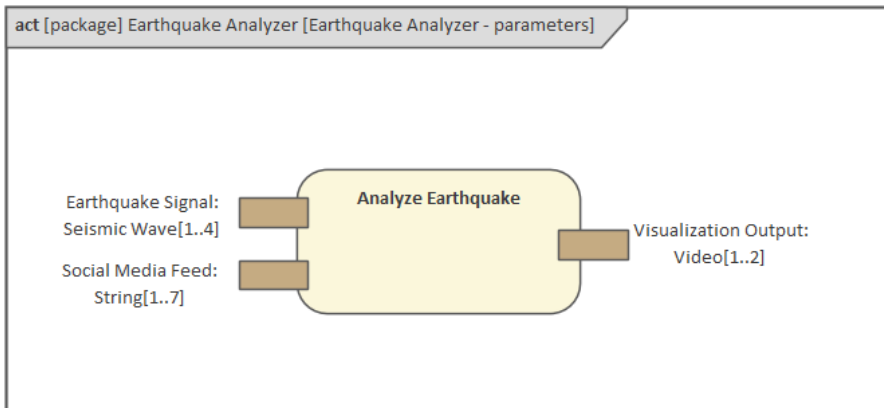 act [package] Earthquake Analyzer [Earthquake Analyzer - parameters]
Analyze Earthquake
Earthquake Signal:
Seismic Wave[1..4]
Social Media Feed:
String[1..7]
Visualization Output:
Video[1..2]